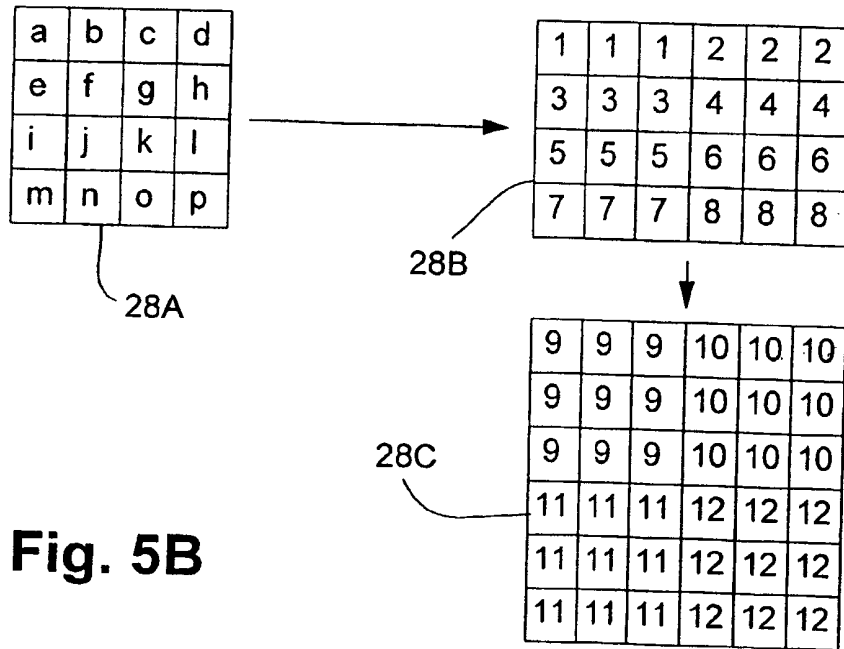 a b c d
e f g h
i j k l
m n o p
28A
1 1 1 2 2 2
3 3 3 4 4 4
5 5 5 6 6 6
7 7 7 8 8 8
28B
9 9 9 10 10 10
9 9 9 10 10 10
9 9 9 10 10 10
11 11 11 12 12 12
11 11 11 12 12 12
11 11 11 12 12 12
28C
Fig. 5B